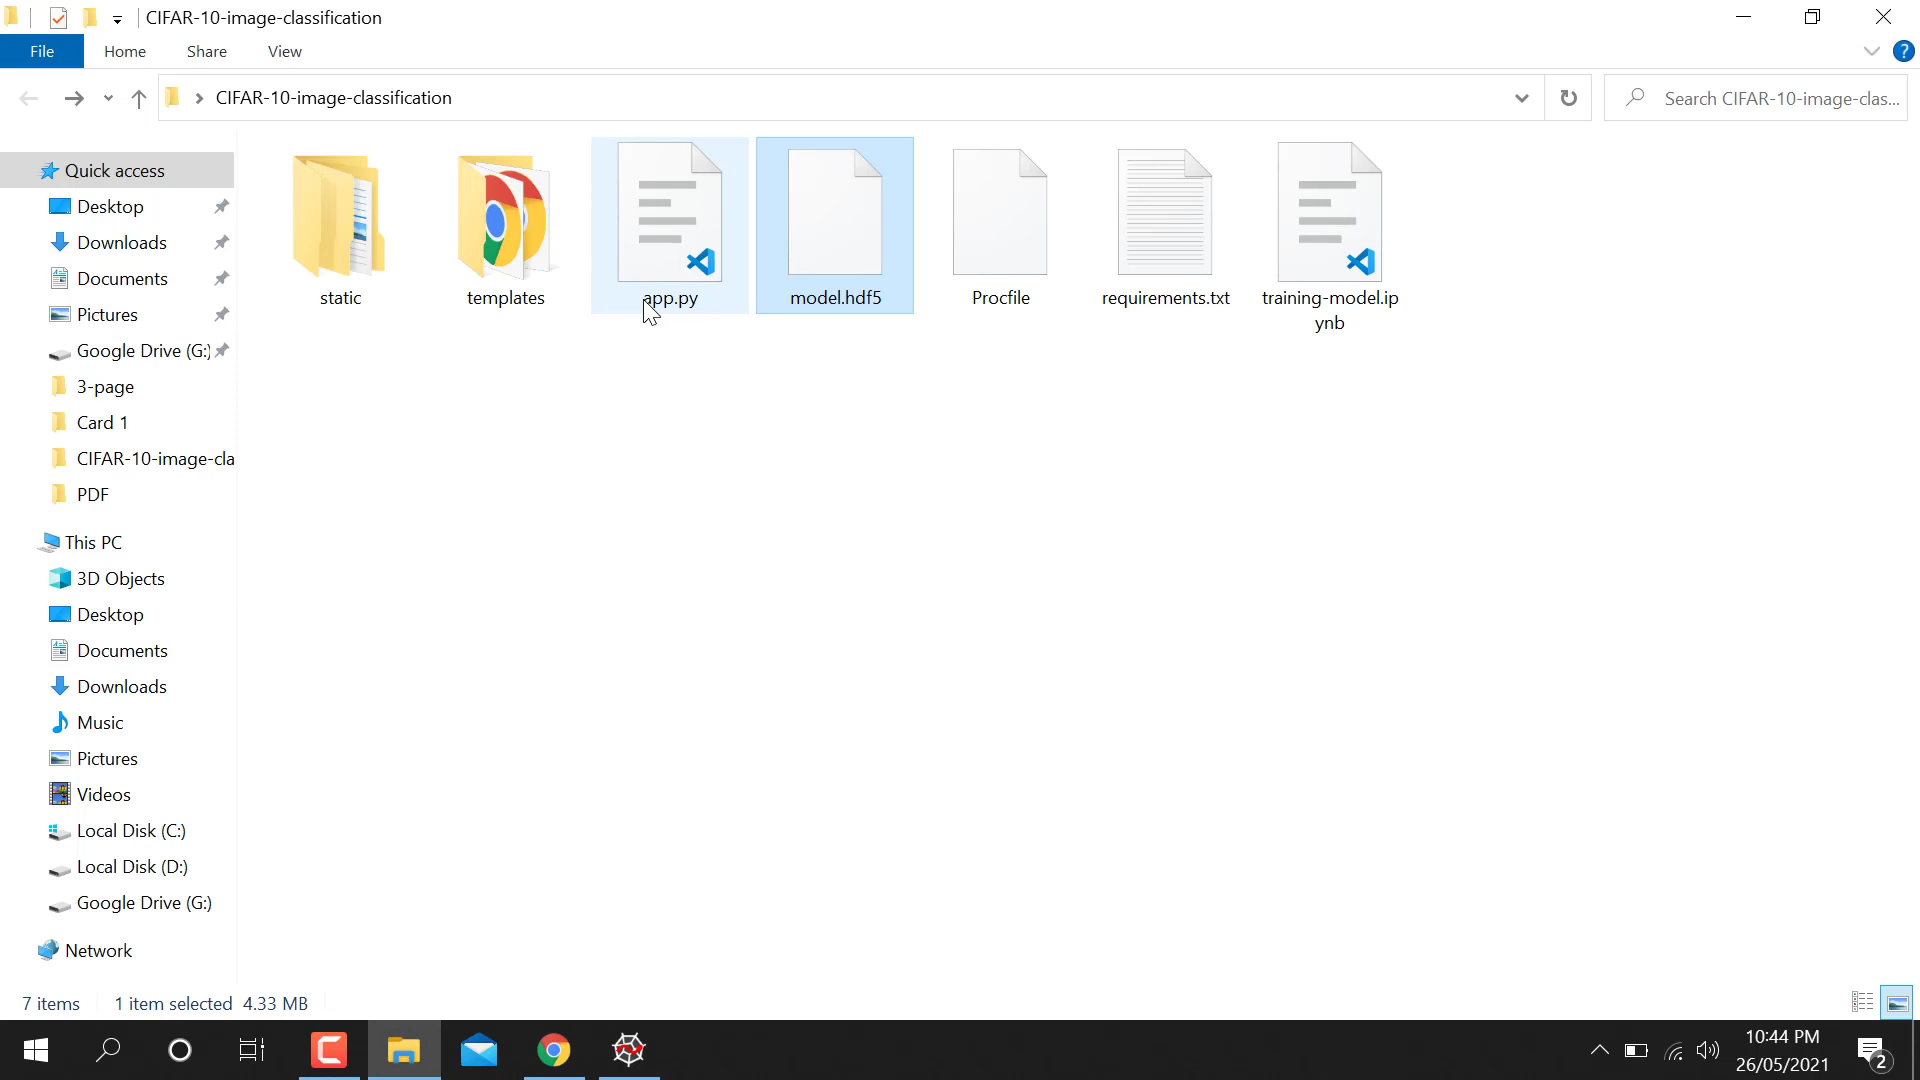 CIFAR-10-image-classification
File
Home
Share
View
?
CIFAR-10-image-classification
Search CIFAR-10-image-clas...
Quick access
Desktop
Downloads
Documents
Pictures
Google Drive (G:)
3-page
Card 1
CIFAR-10-image-cla
PDF
This PC
3D Objects
Desktop
Documents
Downloads
Music
Pictures
Videos
Local Disk (C:)
Local Disk (D:)
Google Drive (G:)
Network
static
templates
app.py
model.hdf5
Procfile
requirements.txt
training-model.ip
ynb
7 items
1 item selected 4.33 MB
10:44 PM
26/05/2021
2